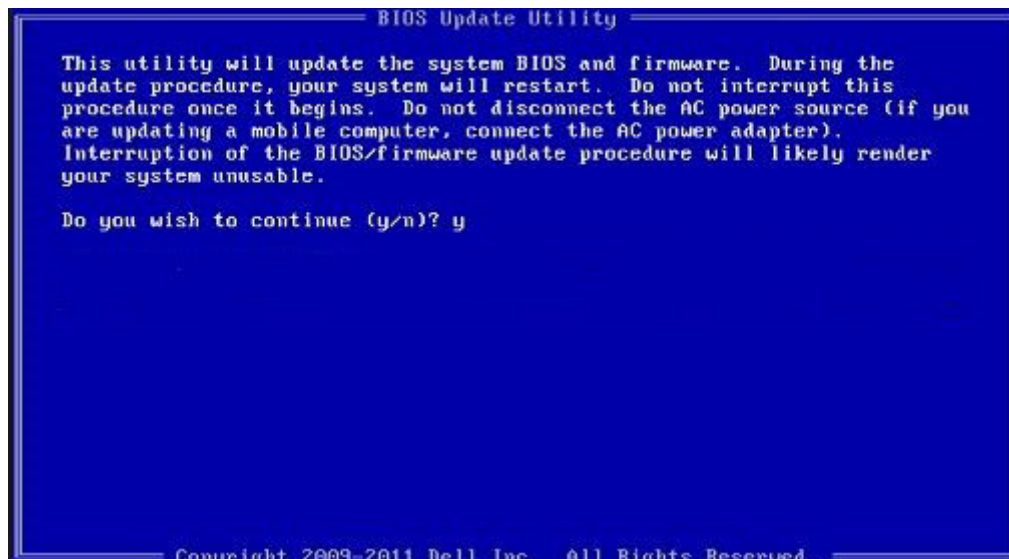 BIOS Update Utility
This utility will update the system BIOS and firmware. During the
update procedure, your system will restart. Do not interrupt this
procedure once it begins. Do not disconnect the AC power source (if you
are updating a mobile computer, connect the AC power adapter).
Interruption of the BIOS/firmware update procedure will likely render
your system unusable.
Do you wish to continue (y/n)? y
Copyright 2009-2011 Dell Inc. All Rights Reserved.